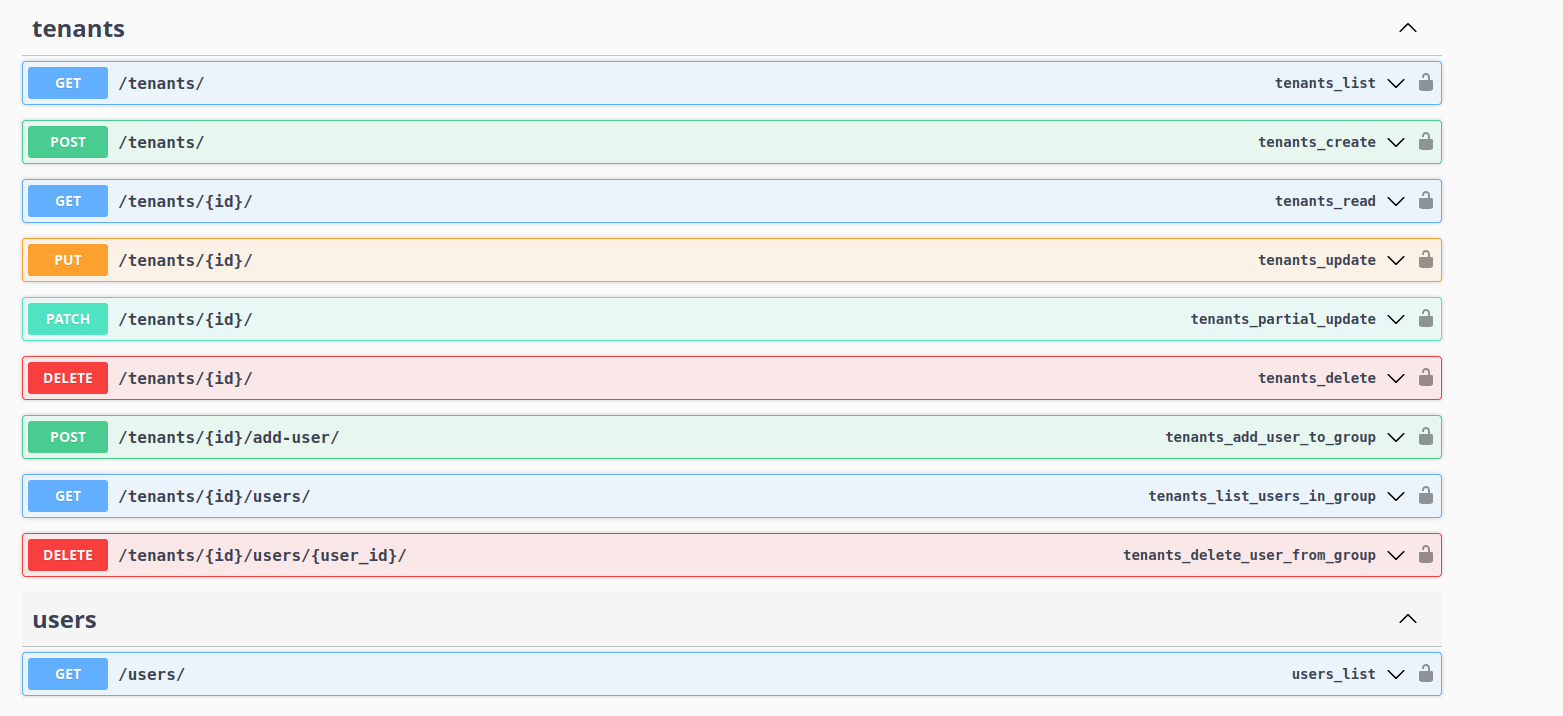 tenants
GET /tenants/ tenants_list
POST /tenants/ tenants_create
GET /tenants/{id}/ tenants_read
PUT /tenants/{id}/ tenants_update
PATCH /tenants/{id}/ tenants_partial_update
DELETE /tenants/{id}/ tenants_delete
POST /tenants/{id}/add-user/ tenants_add_user_to_group
GET /tenants/{id}/users/ tenants_list_users_in_group
DELETE /tenants/{id}/users/{user_id}/ tenants_delete_user_from_group
users
GET /users/ users_list